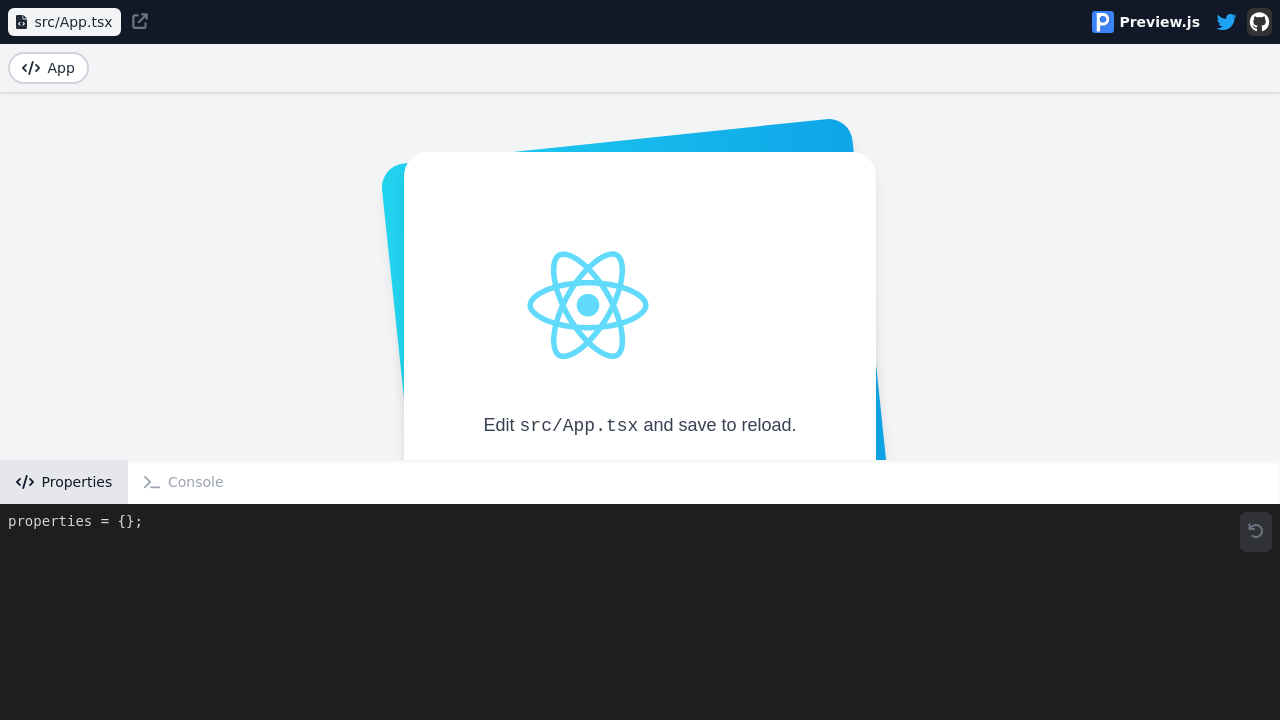 src/App.tsx
Preview.js
App
Edit src/App.tsx and save to reload.
Properties
Console
properties = {};